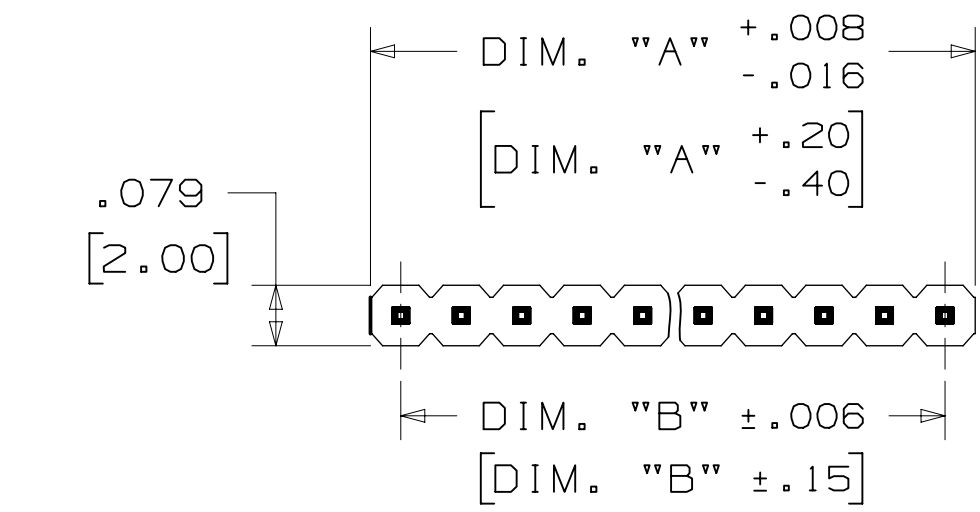 DIM. "A" +.008
-.016
[DIM. "A" +.20
-.40]
.079
[2.00]
DIM. "B" ±.006
[DIM. "B" ±.15]